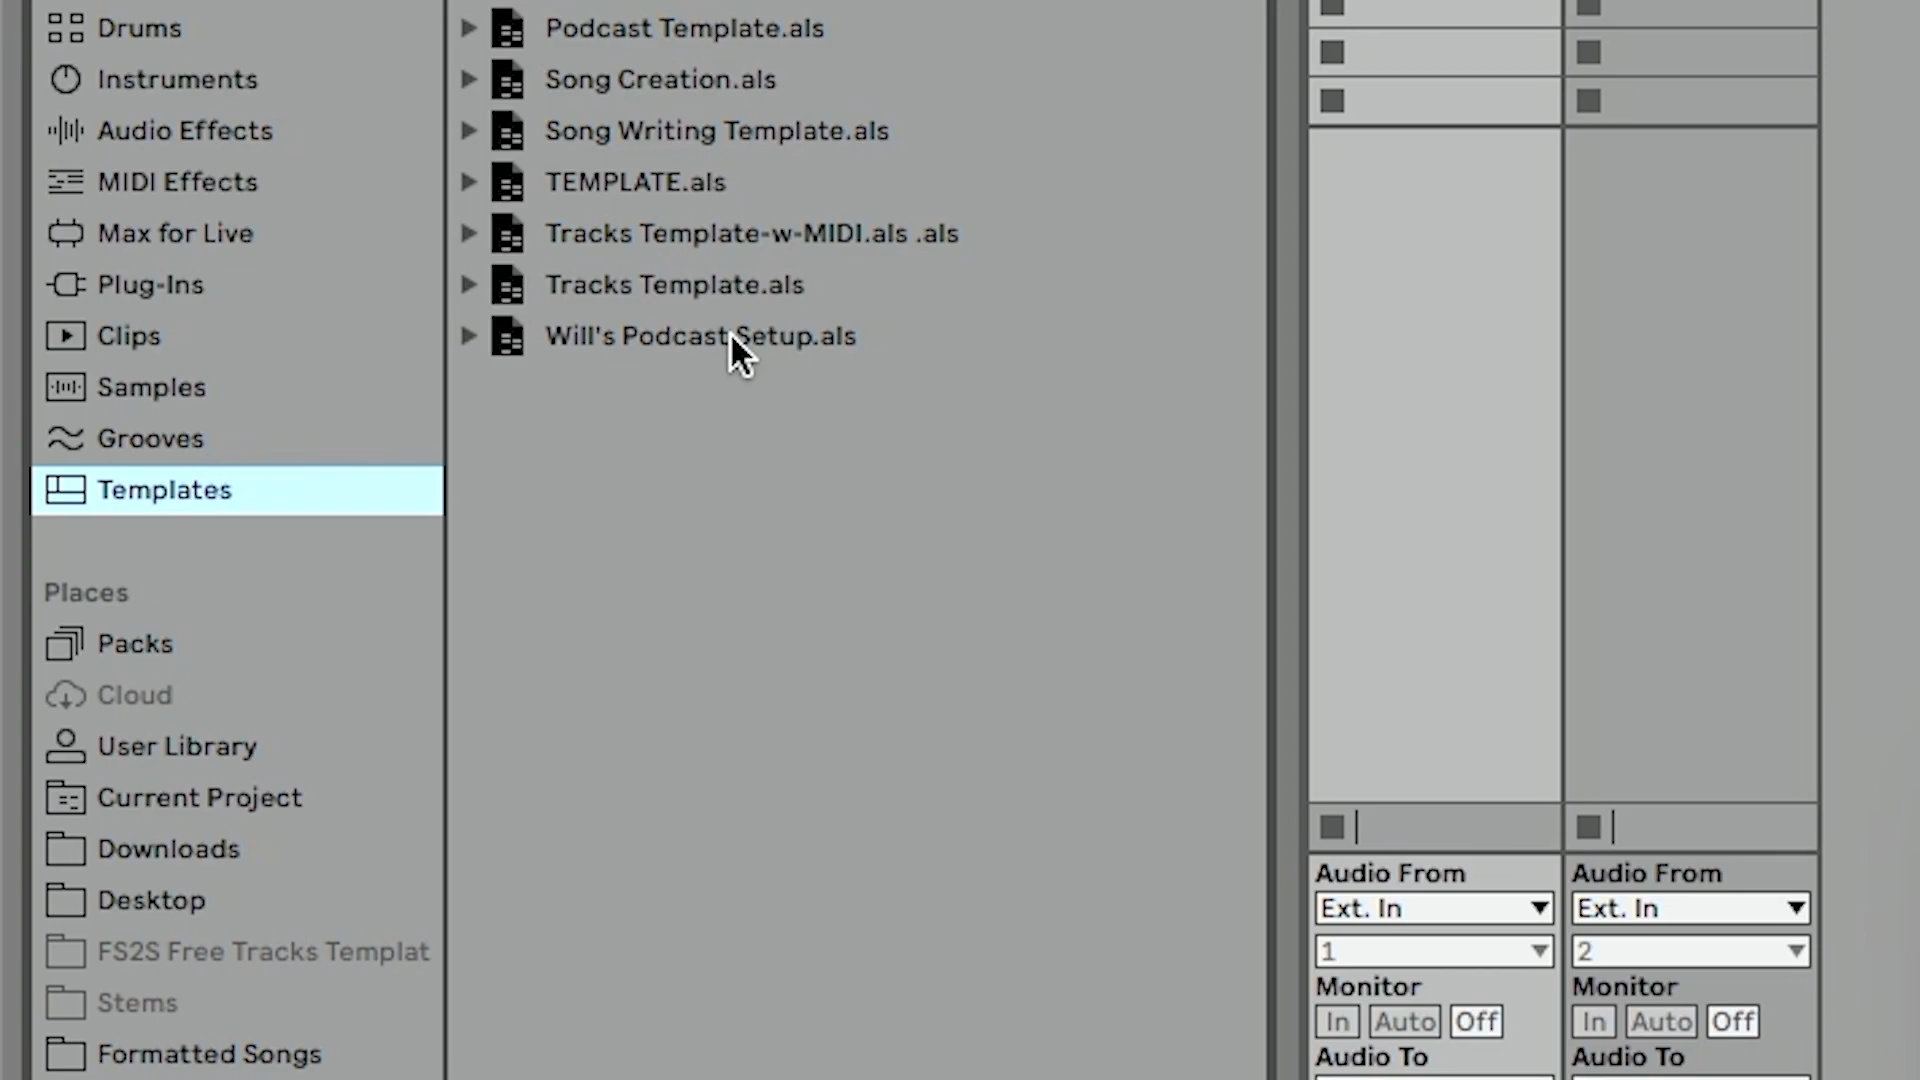 Drums
Instruments
Audio Effects
MIDI Effects
Max for Live
Plug-Ins
Clips
Samples
Grooves
Templates
Places
Packs
Cloud
User Library
Current Project
Downloads
Desktop
FS2S Free Tracks Templat
Stems
Formatted Songs
Podcast Template.als
Song Creation.als
Song Writing Template.als
TEMPLATE.als
Tracks Template-w-MIDI.als .als
Tracks Template.als
Will's Podcast Setup.als
Audio From
Ext. In
1
Monitor
In Auto Off
Audio To
Audio From
Ext. In
2
Monitor
In Auto Off
Audio To